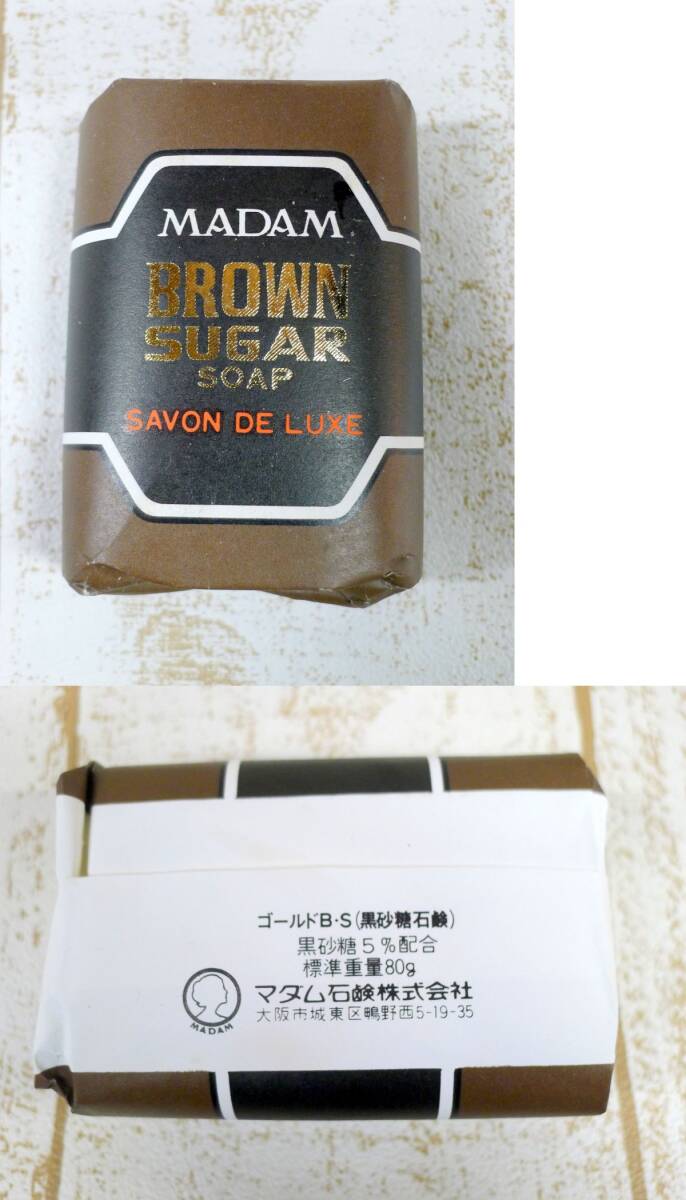 MADAM
BROWN
SUGAR
SOAP
SAVON DE LUXE
ゴールドB・S(黒砂糖石鹸)
黒砂糖5%配合
標準重量80g
マダム石鹸株式会社
大阪市城東区鴫野西5-19-35
MADAM